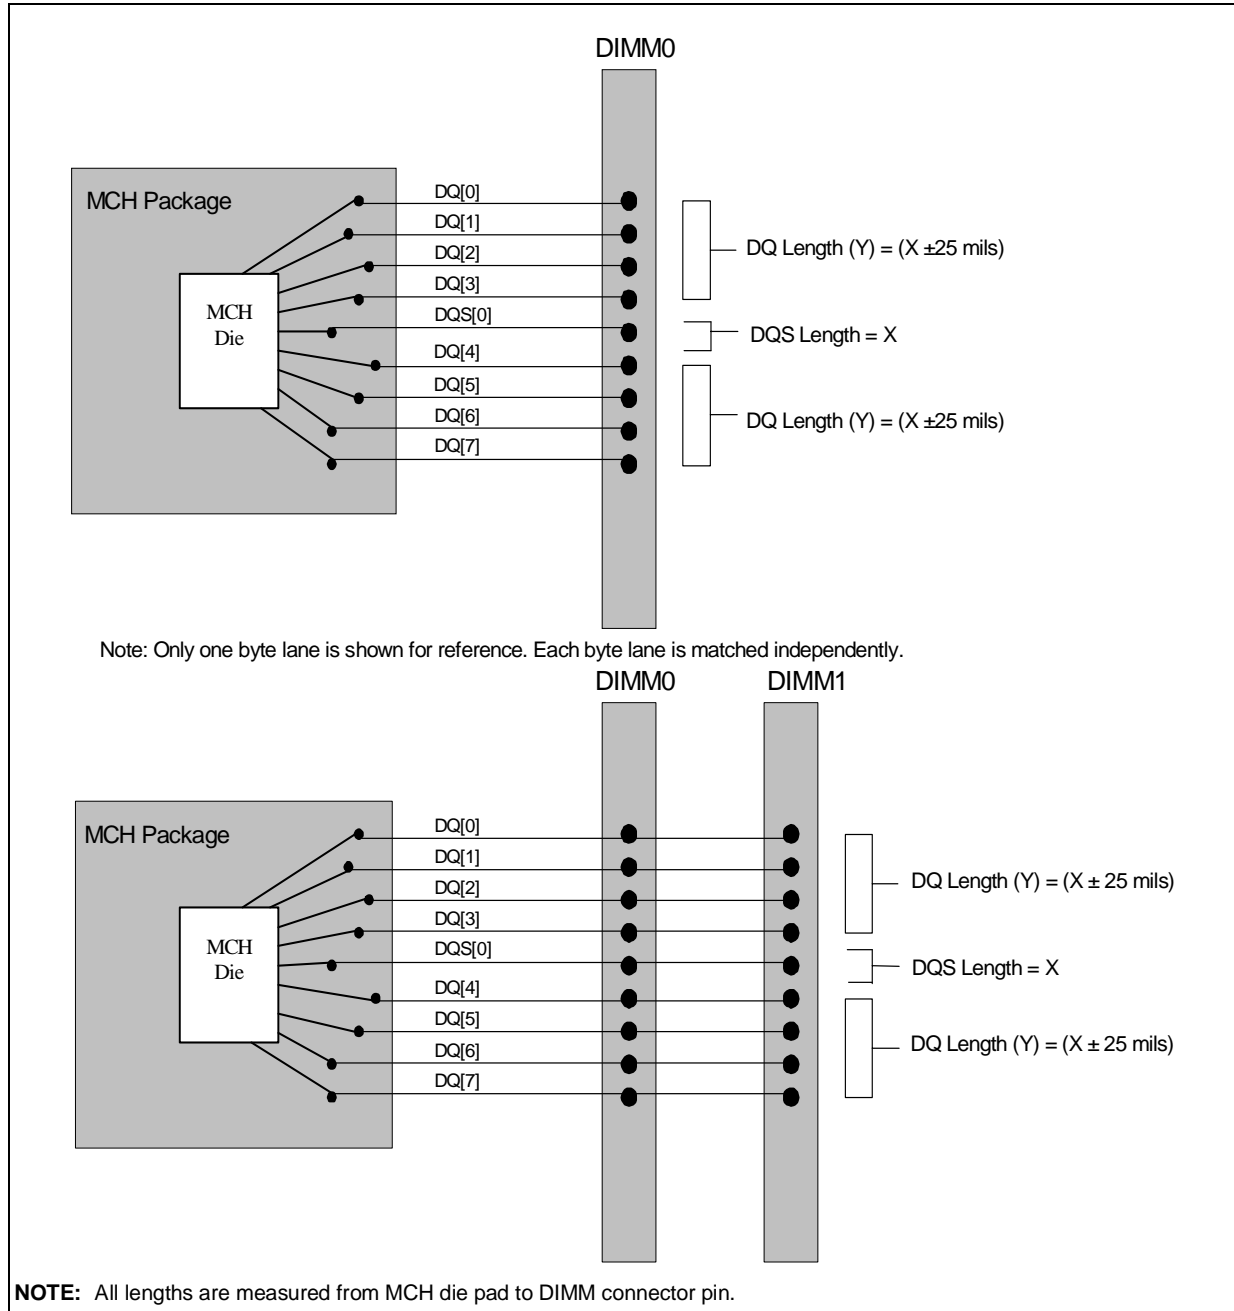 DIMM0
MCH Package
DQ[0]
DQ[1]
DQ[2]
DQ[3]
DQS[0]
DQ[4]
DQ[5]
DQ[6]
DQ[7]
MCH
Die
DQ Length (Y) = (X ±25 mils)
DQS Length = X
DQ Length (Y) = (X ±25 mils)
Note: Only one byte lane is shown for reference. Each byte lane is matched independently.
DIMM0
DIMM1
MCH Package
DQ[0]
DQ[1]
DQ[2]
DQ[3]
DQS[0]
DQ[4]
DQ[5]
DQ[6]
DQ[7]
MCH
Die
DQ Length (Y) = (X ± 25 mils)
DQS Length = X
DQ Length (Y) = (X ± 25 mils)
NOTE: All lengths are measured from MCH die pad to DIMM connector pin.